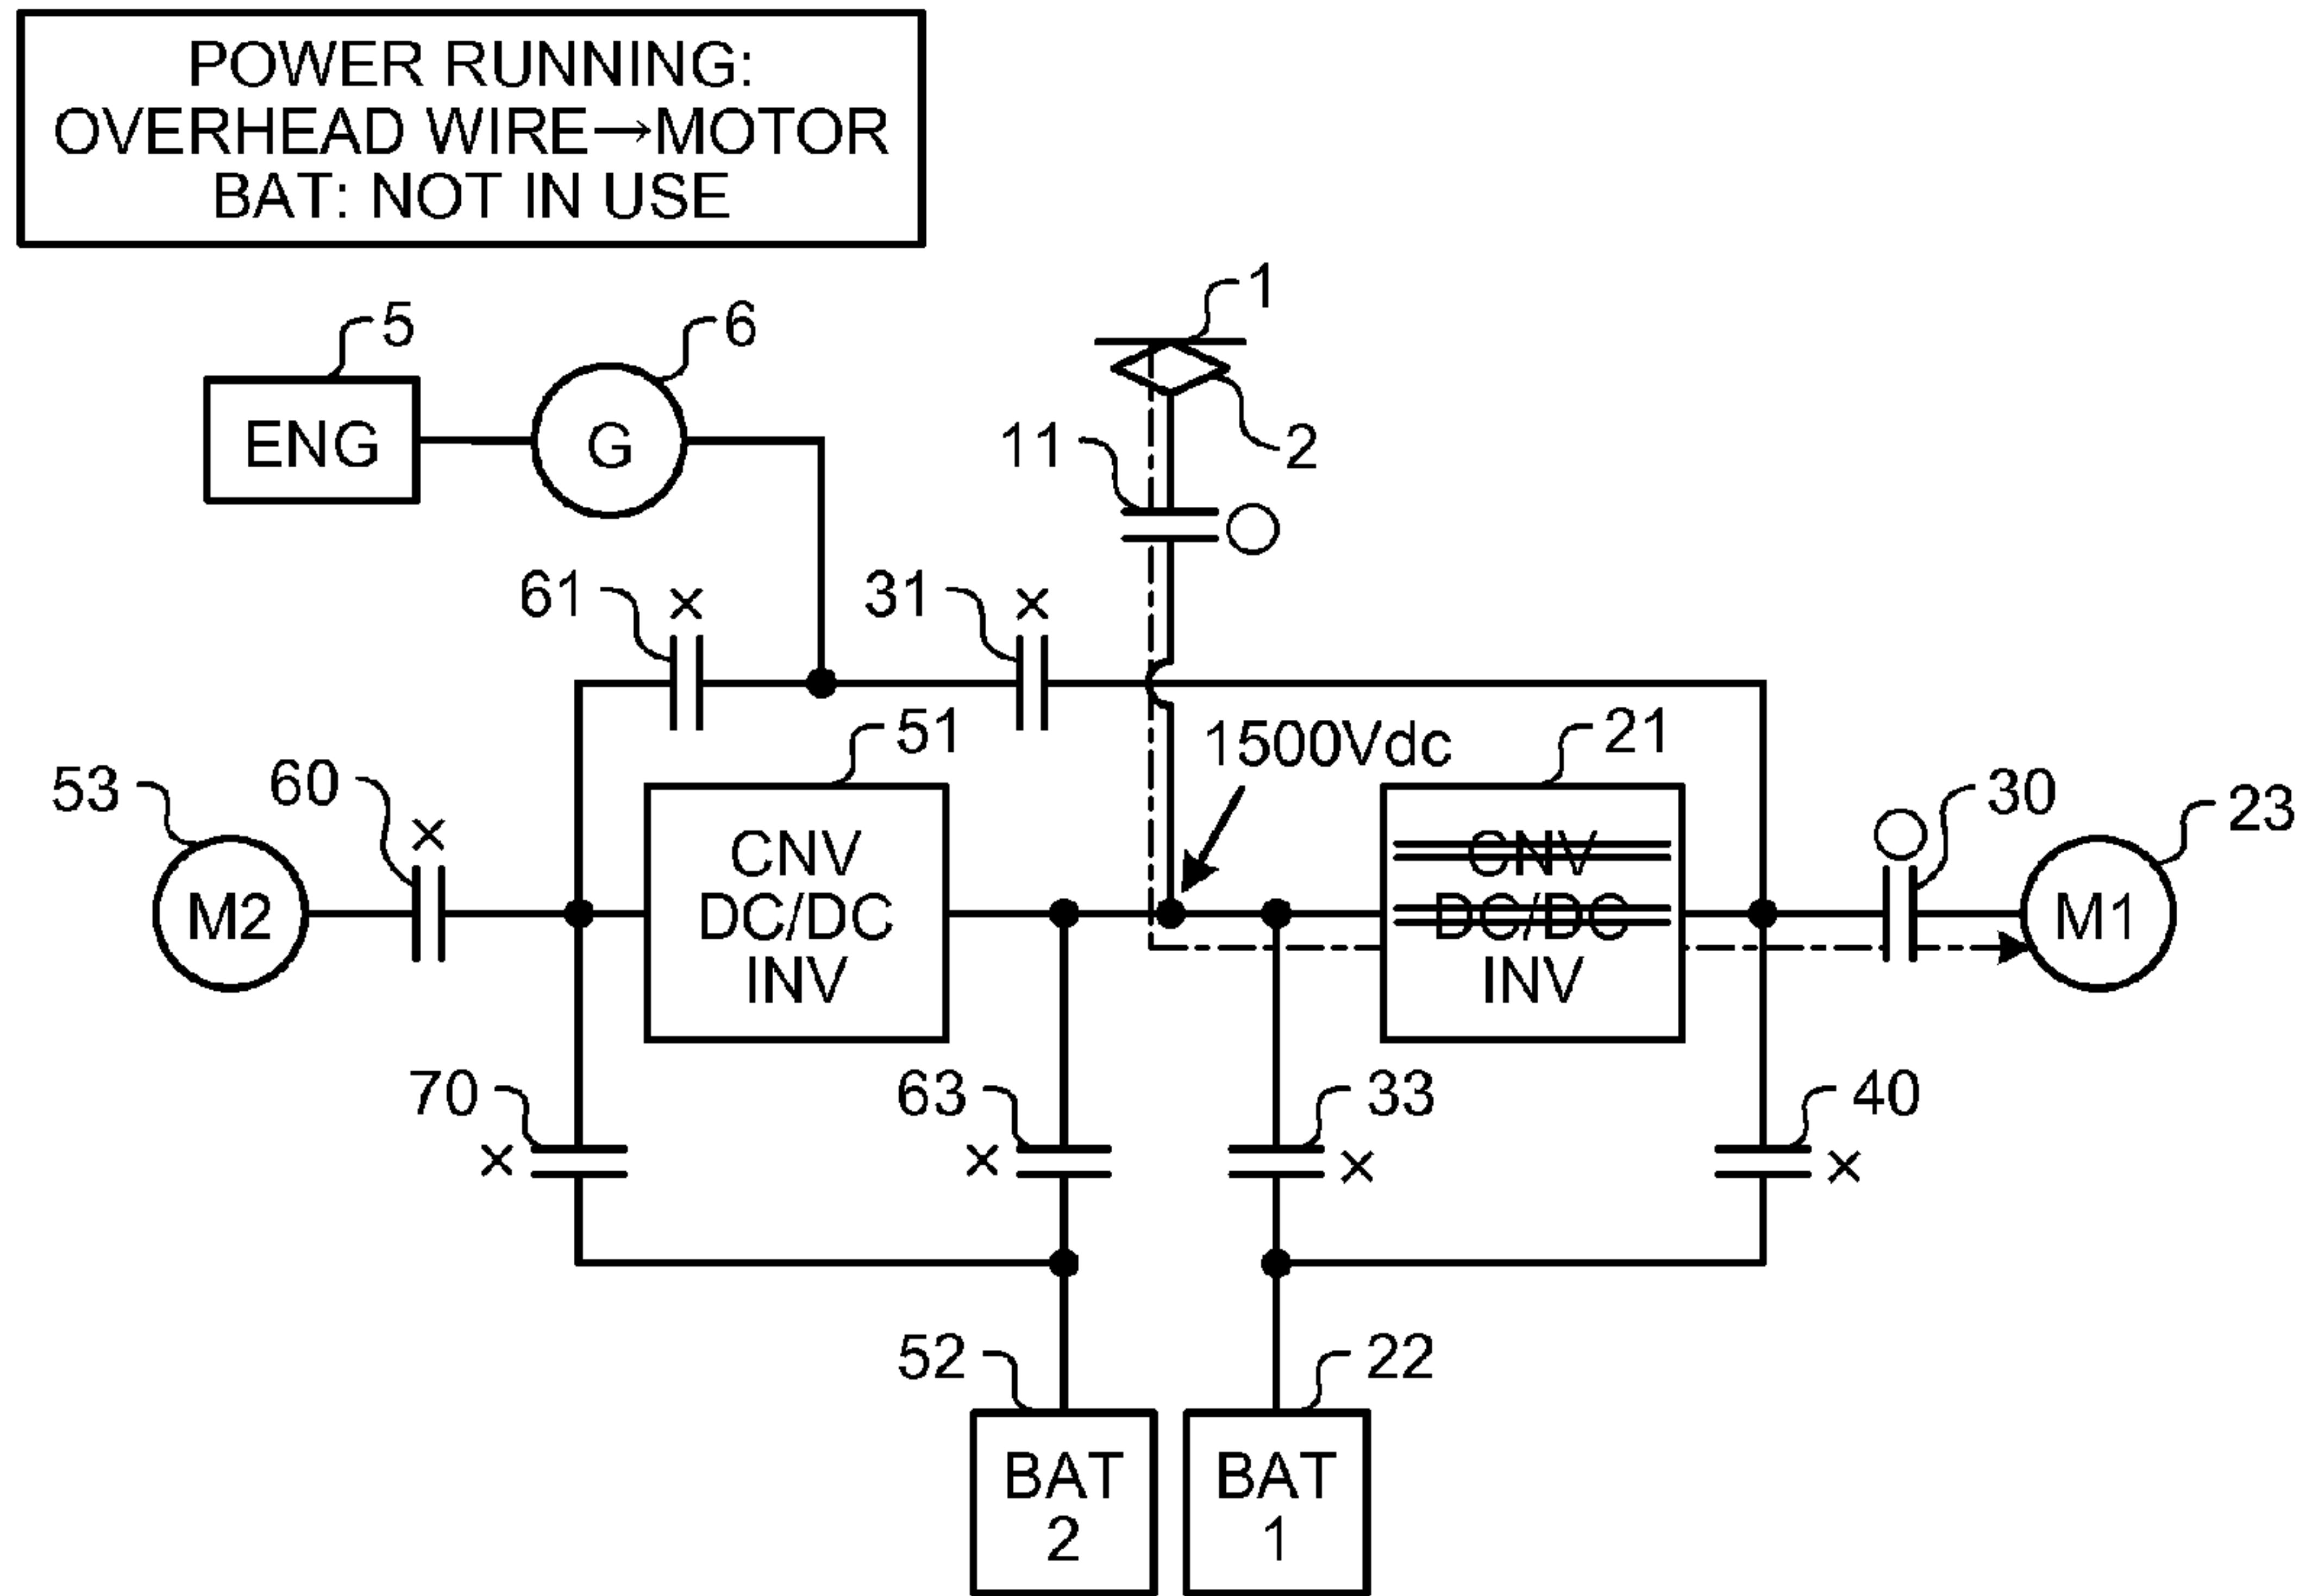 POWER RUNNING:
OVERHEAD WIRE→MOTOR
BAT: NOT IN USE
1
5
6
2
11
ENG
G
61
×
31
×
51
1500Vdc
21
53
60
×
30
23
CNV
DC/DC
INV
CNV
DC/DC
INV
M2
M1
70
×
63
×
33
×
40
×
52
22
BAT
2
BAT
1